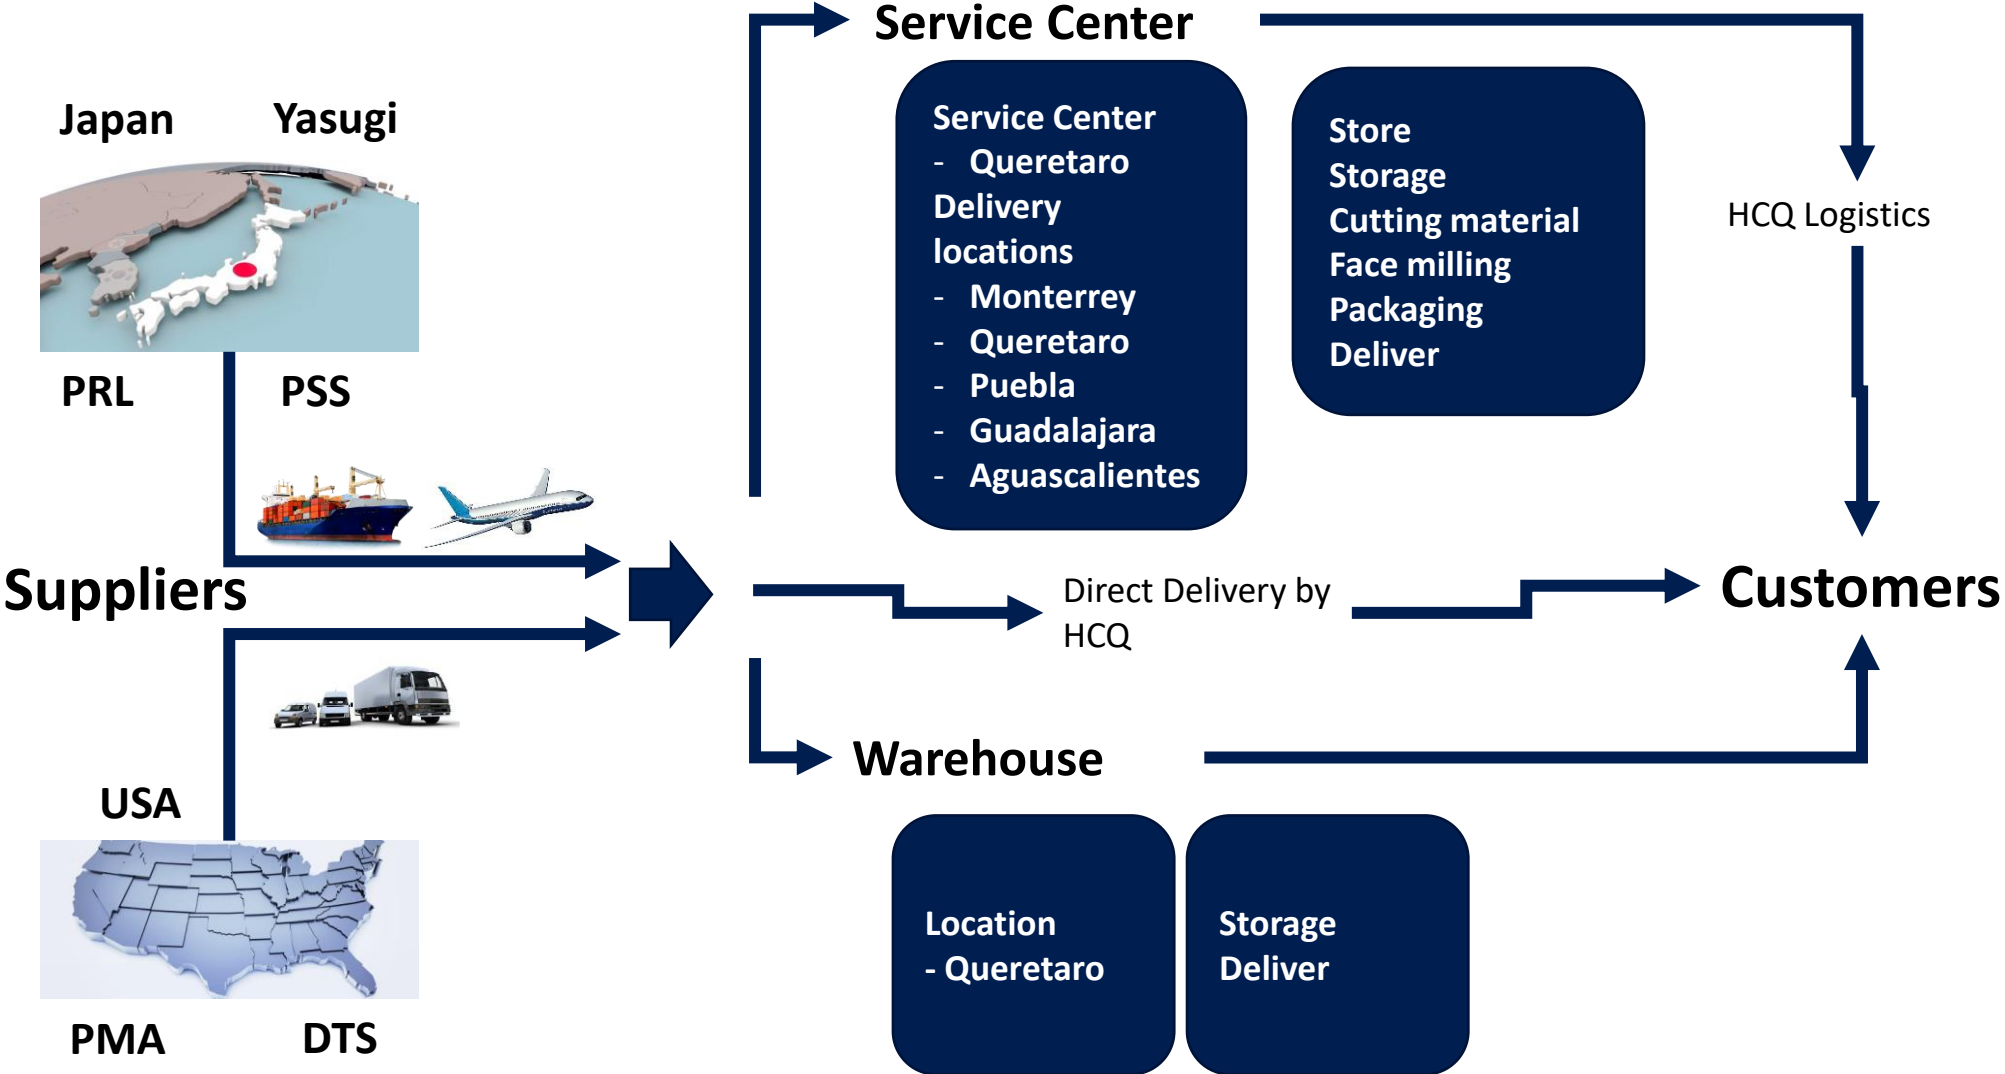 Service Center
Japan
Yasugi
PRL
PSS
Suppliers
USA
PMA
DTS
Service Center
- Queretaro
Delivery
locations
- Monterrey
- Queretaro
- Puebla
- Guadalajara
- Aguascalientes
Store
Storage
Cutting material
Face milling
Packaging
Deliver
HCQ Logistics
Direct Delivery by
HCQ
Customers
Warehouse
Location
- Queretaro
Storage
Deliver